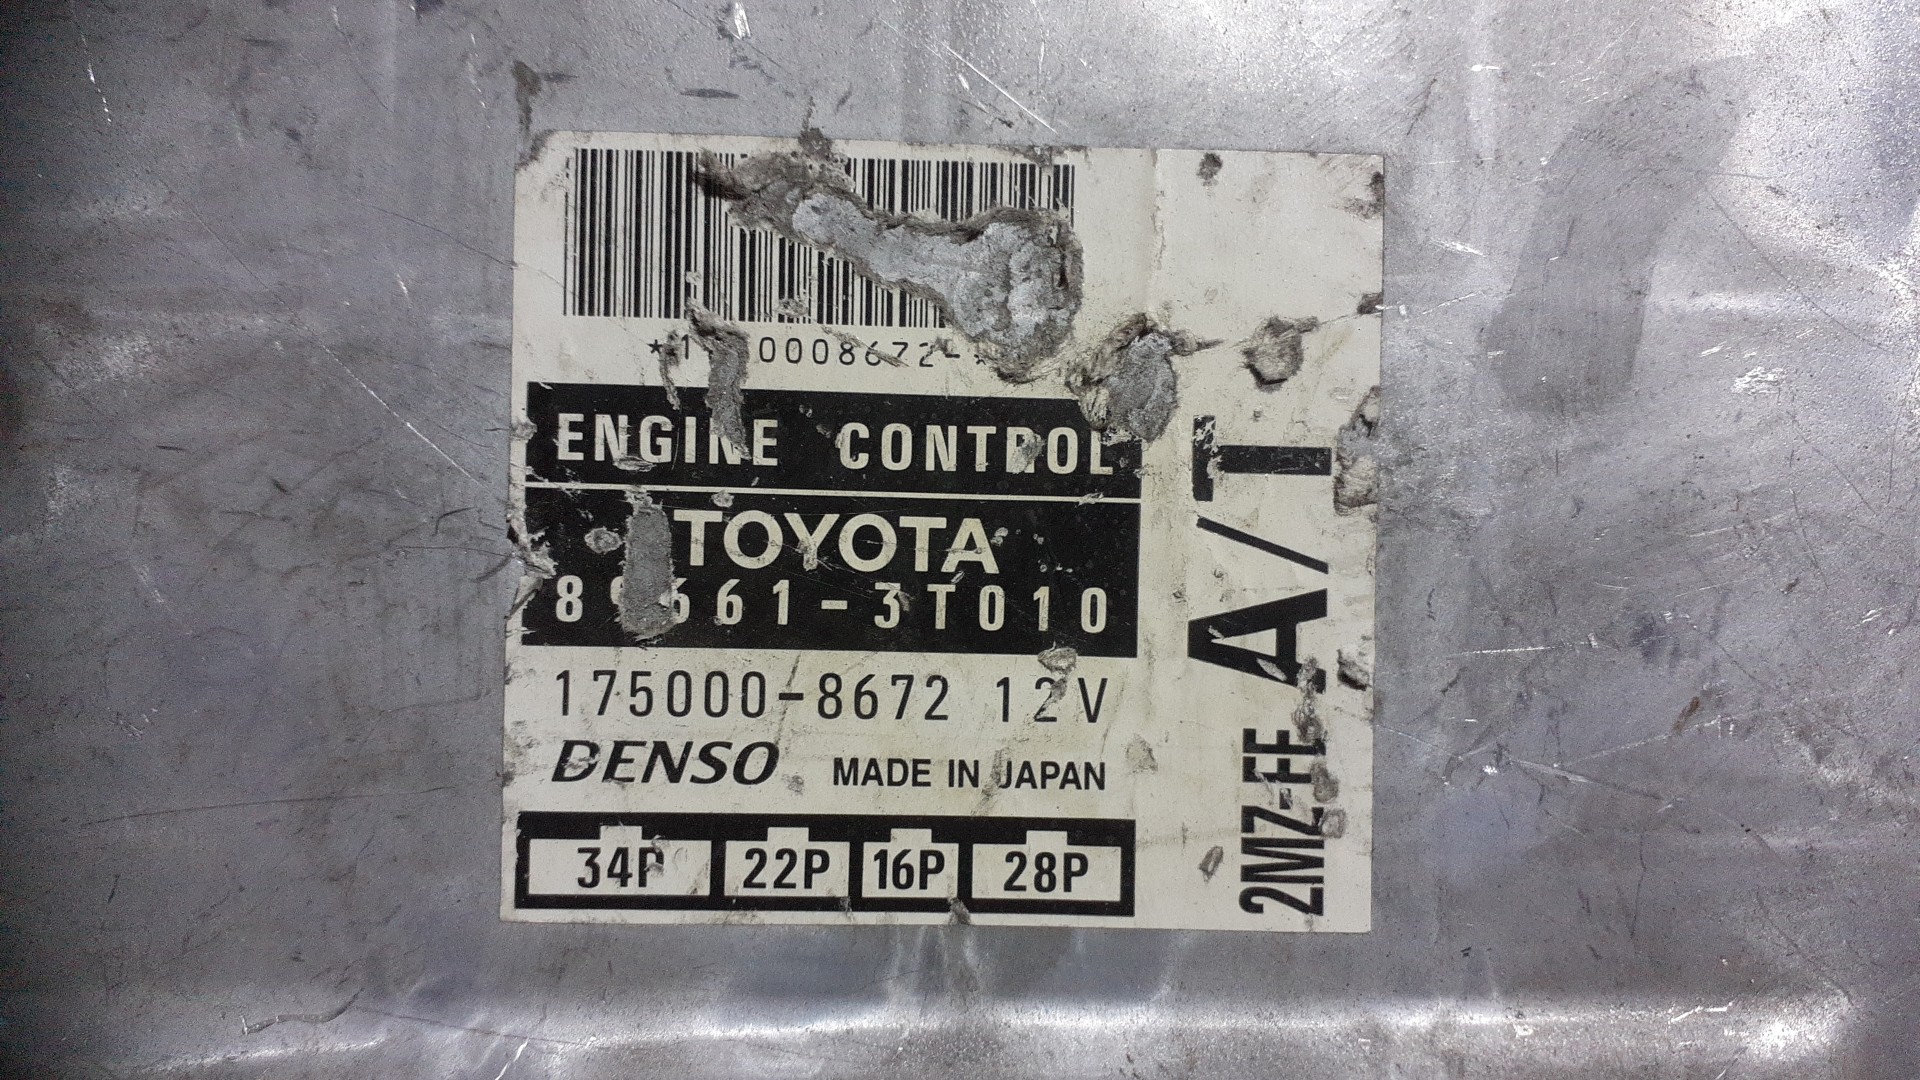 ENGINE CONTROL
TOYOTA
175000-8672 12V
DENSO MADE IN JAPAN
34P 22P 16P 28P
2MZ-FE A/T